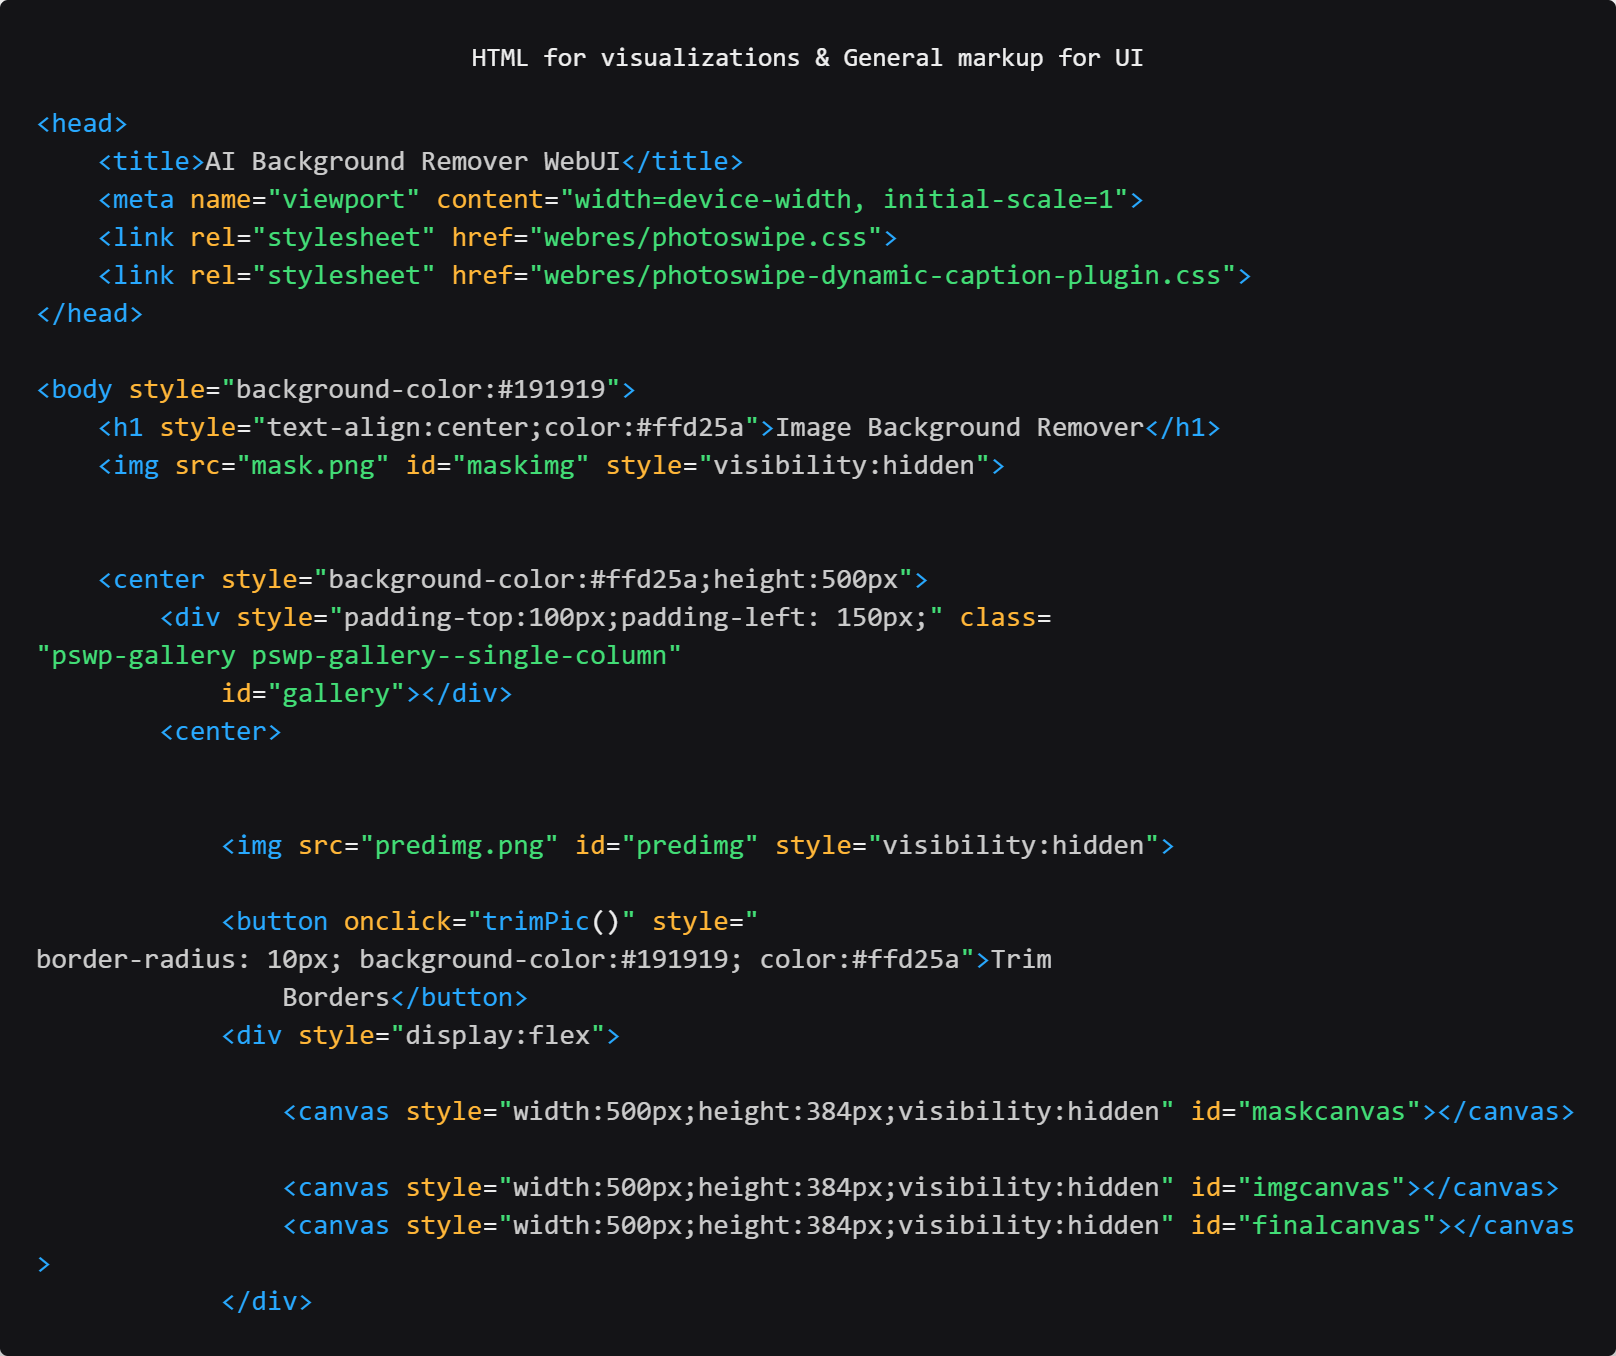 HTML for visualizations & General markup for UI
<head>
    <title>AI Background Remover WebUI</title>
    <meta name="viewport" content="width=device-width, initial-scale=1">
    <link rel="stylesheet" href="webres/photoswipe.css">
    <link rel="stylesheet" href="webres/photoswipe-dynamic-caption-plugin.css">
</head>
<body style="background-color:#191919">
    <h1 style="text-align:center;color:#ffd25a">Image Background Remover</h1>
    <img src="mask.png" id="maskimg" style="visibility:hidden">
    <center style="background-color:#ffd25a;height:500px">
        <div style="padding-top:100px;padding-left: 150px;" class=
"pswp-gallery pswp-gallery--single-column"
            id="gallery"></div>
        <center>
            <img src="predimg.png" id="predimg" style="visibility:hidden">
            <button onclick="trimPic()" style="
border-radius: 10px; background-color:#191919; color:#ffd25a">Trim
                Borders</button>
            <div style="display:flex">
                <canvas style="width:500px;height:384px;visibility:hidden" id="maskcanvas"></canvas>
                <canvas style="width:500px;height:384px;visibility:hidden" id="imgcanvas"></canvas>
                <canvas style="width:500px;height:384px;visibility:hidden" id="finalcanvas"></canvas
>
            </div>